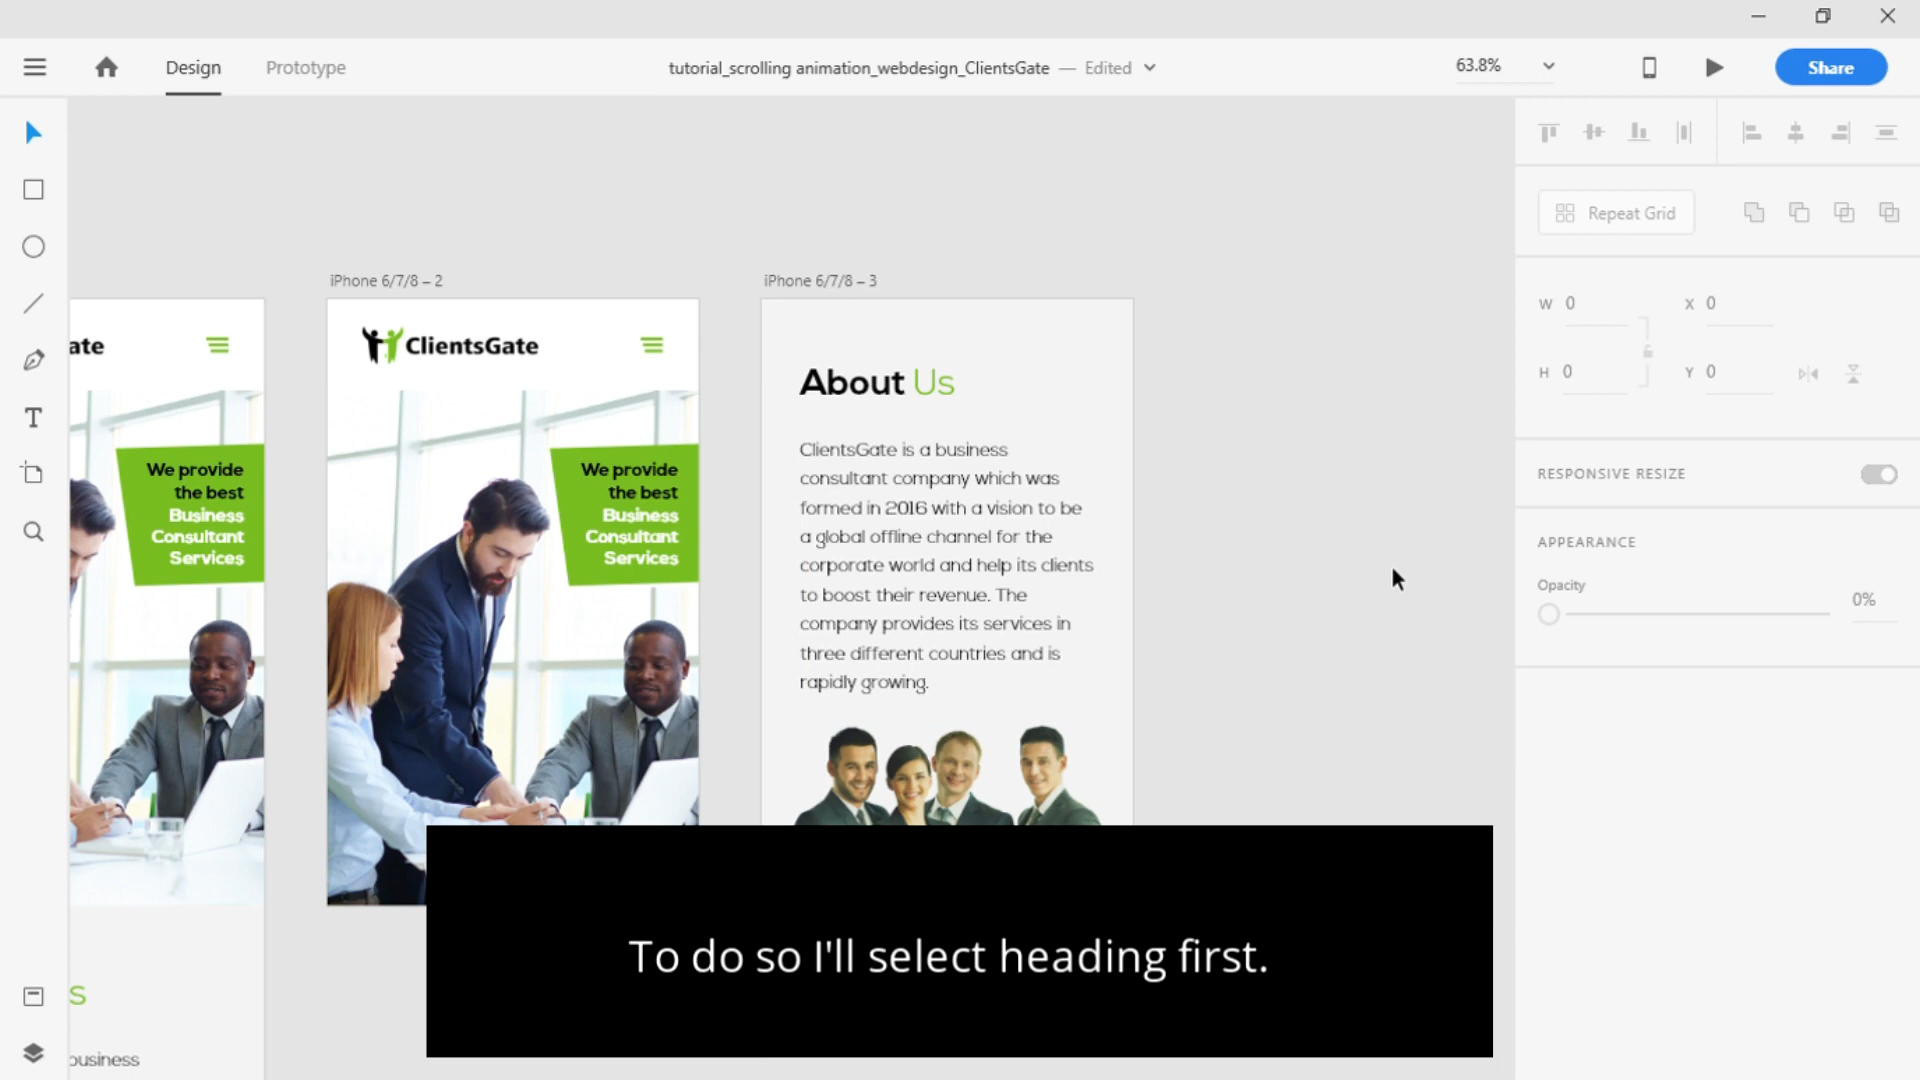 Design
Prototype
tutorial_scrolling animation_webdesign_ClientsGate — Edited
63.8%
Share
Repeat Grid
W 0
X 0
H 0
Y 0
RESPONSIVE RESIZE
APPEARANCE
Opacity
0%
ate
We provide
the best
Business
Consultant
Services
s
business
iPhone 6/7/8 – 2
ClientsGate
We provide
the best
Business
Consultant
Services
iPhone 6/7/8 – 3
About Us
ClientsGate is a business
consultant company which was
formed in 2016 with a vision to be
a global offline channel for the
corporate world and help its clients
to boost their revenue. The
company provides its services in
three different countries and is
rapidly growing.
To do so I'll select heading first.